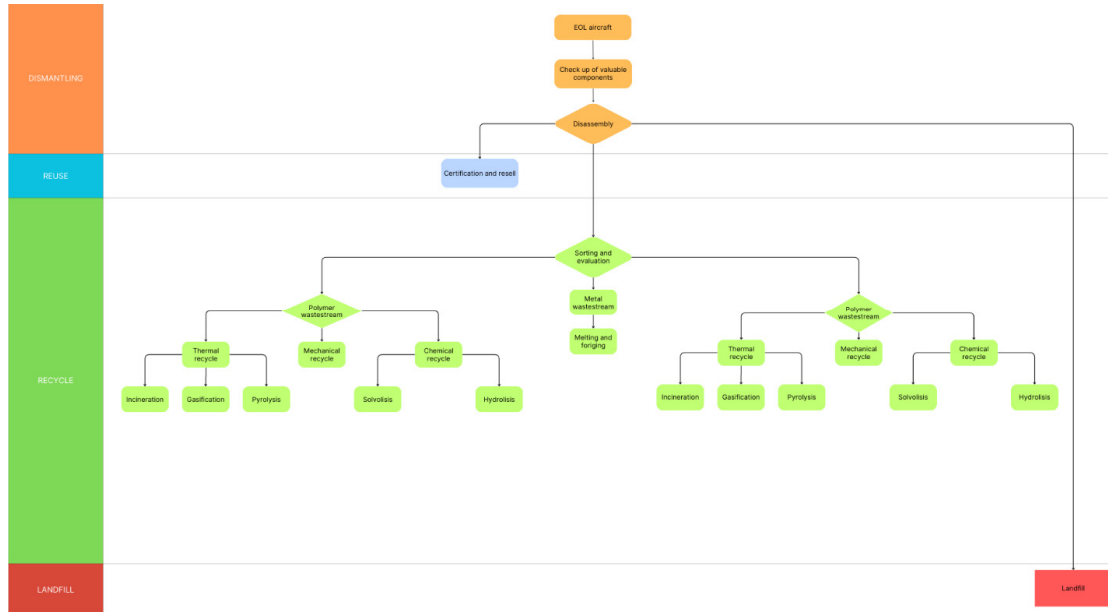 DISMANTLING
EOL aircraft
Check up of valuable
components
Disassembly
REUSE
Certification and resell
RECYCLE
Sorting and
evaluation
Polymer
wastestream
Metal
wastestream
Polymer
wastestream
Thermal
recycle
Mechanical
recycle
Chemical
recycle
Melting and
foriging
Thermal
recycle
Mechanical
recycle
Chemical
recycle
Incineration
Gasification
Pyrolysis
Solvolisis
Hydrolisis
Incineration
Gasification
Pyrolysis
Solvolisis
Hydrolisis
LANDFILL
Landfill